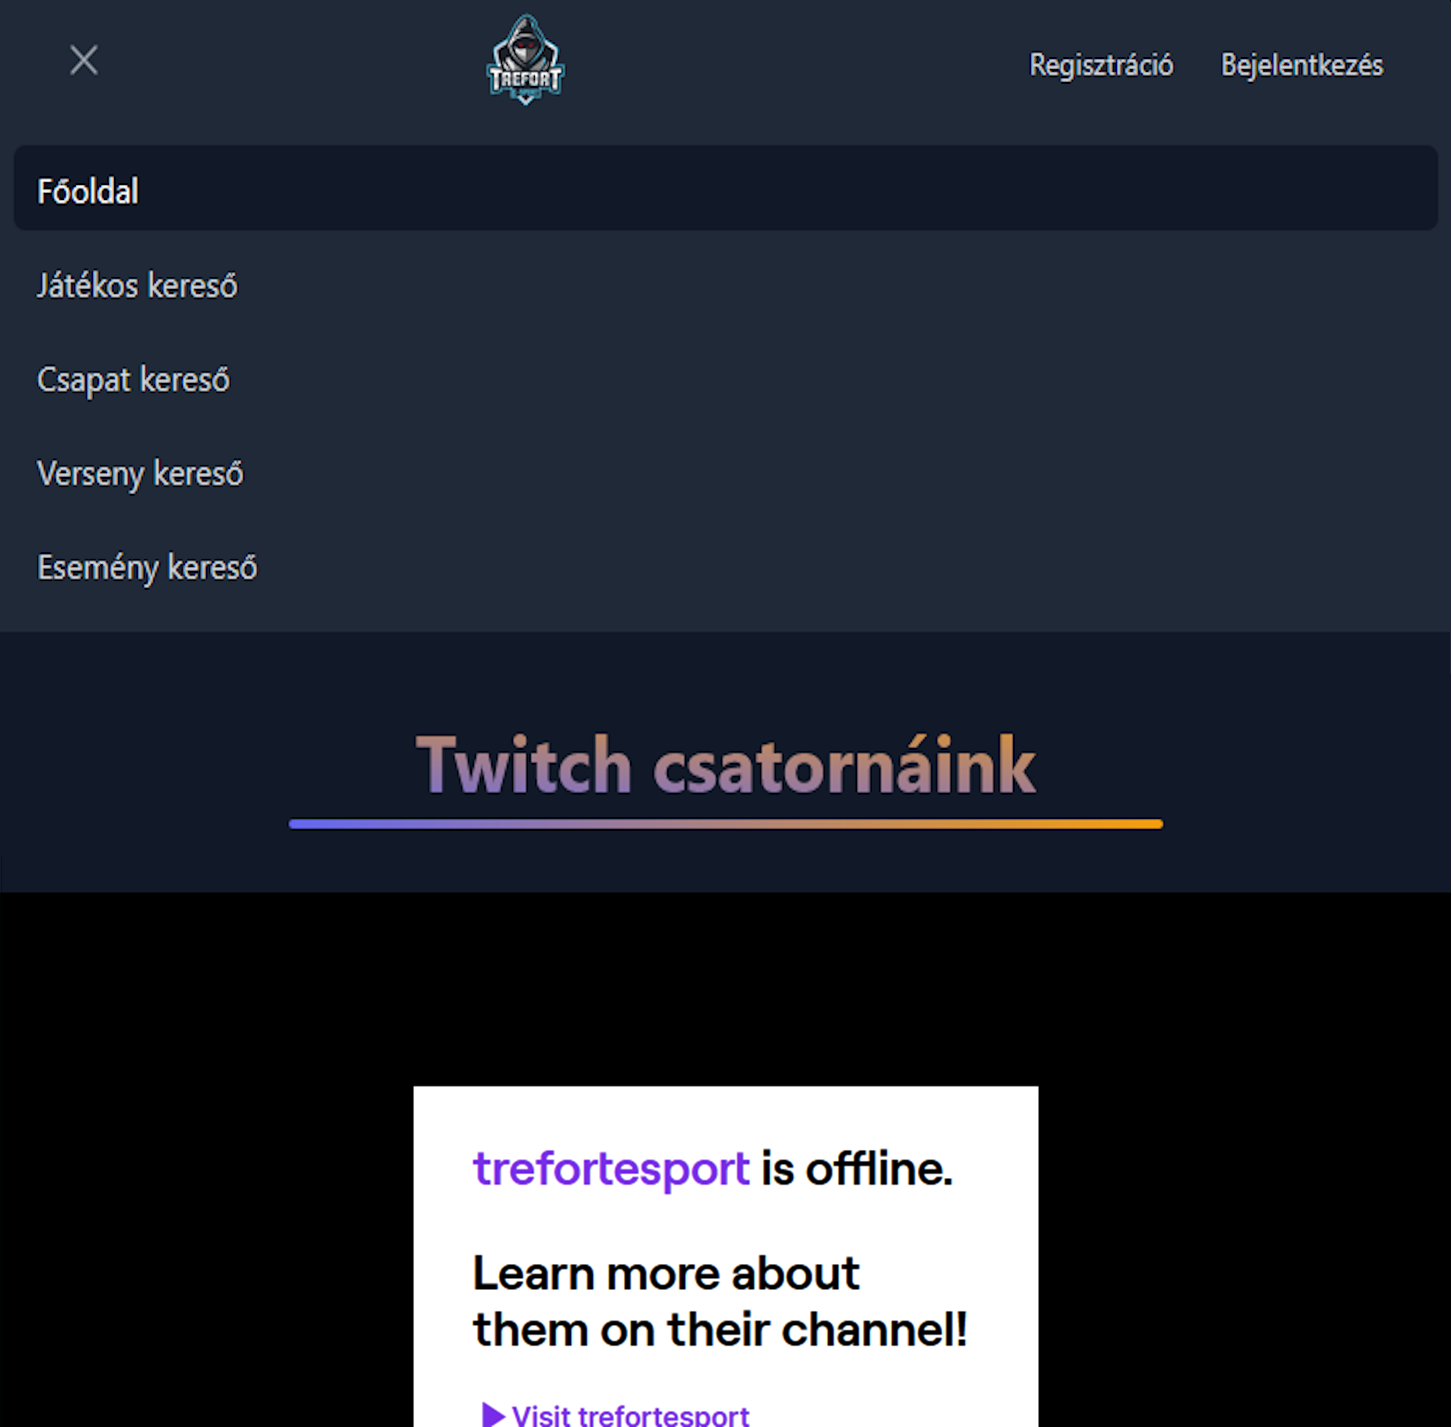 TREFORT
Regisztráció Bejelentkezés
Főoldal
Játékos kereső
Csapat kereső
Verseny kereső
Esemény kereső
Twitch csatornáink
trefortesport is offline.
Learn more about
them on their channel!
Visit trefortesport